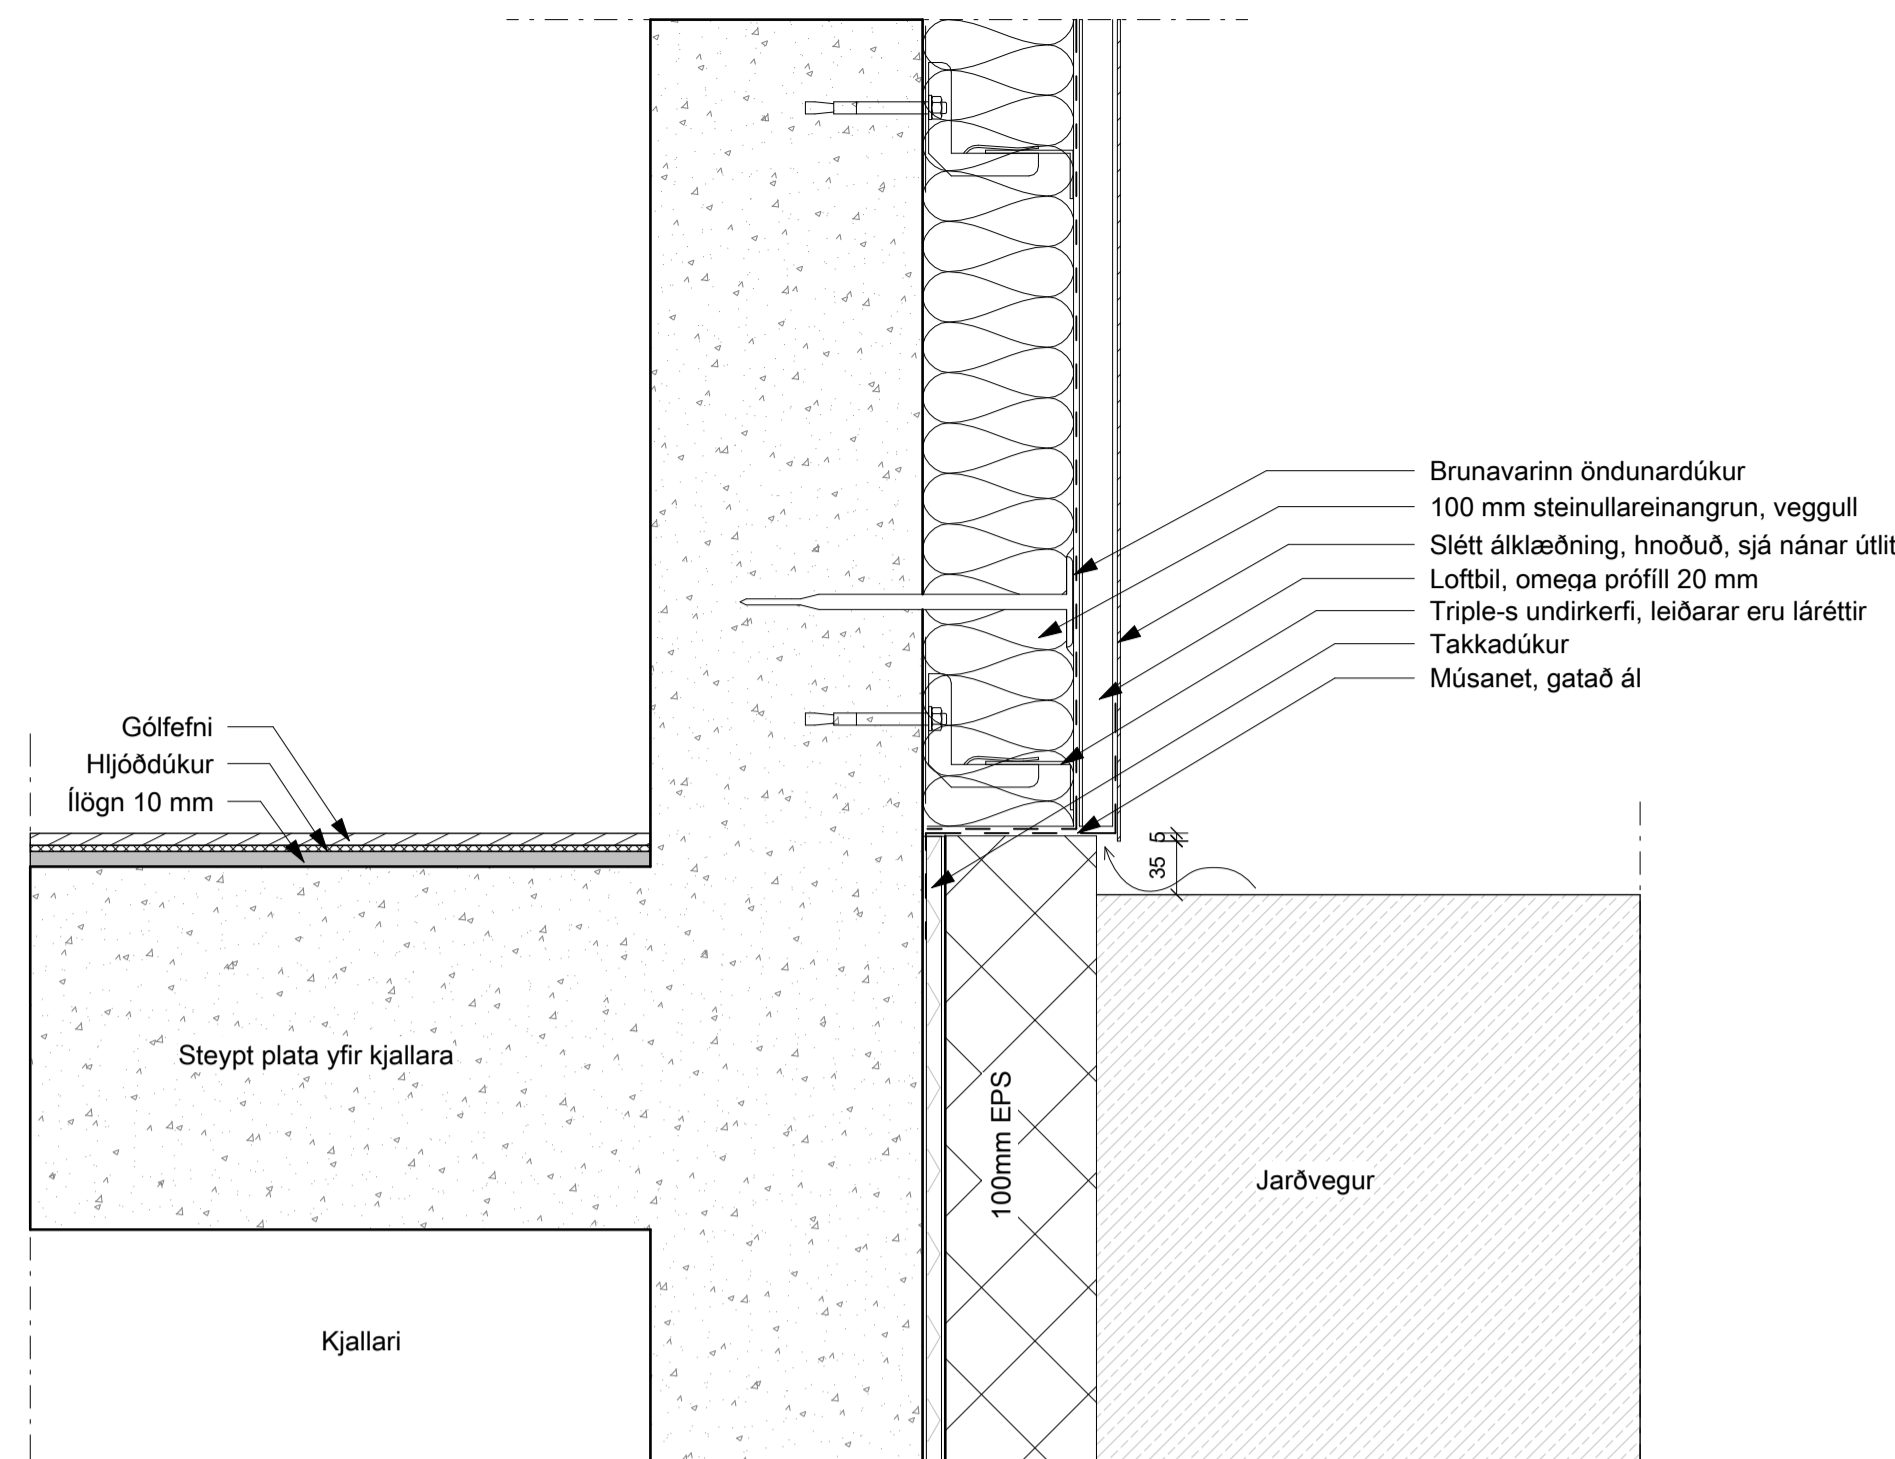 Brunavarinn öndunardúkur
100 mm steinullareinangrun, veggull
Slétt álklæðning, hnoðuð, sjá nánar útlit
Loftbil, omega prófíll 20 mm
Triple-s undirkerfi, leiðarar eru láréttir
Takkadúkur
Músanet, gatað ál
Gólfefni
Hljóðdúkur
Ílögn 10 mm
5
35
Steypt plata yfir kjallara
100mm EPS
Jarðvegur
Kjallari